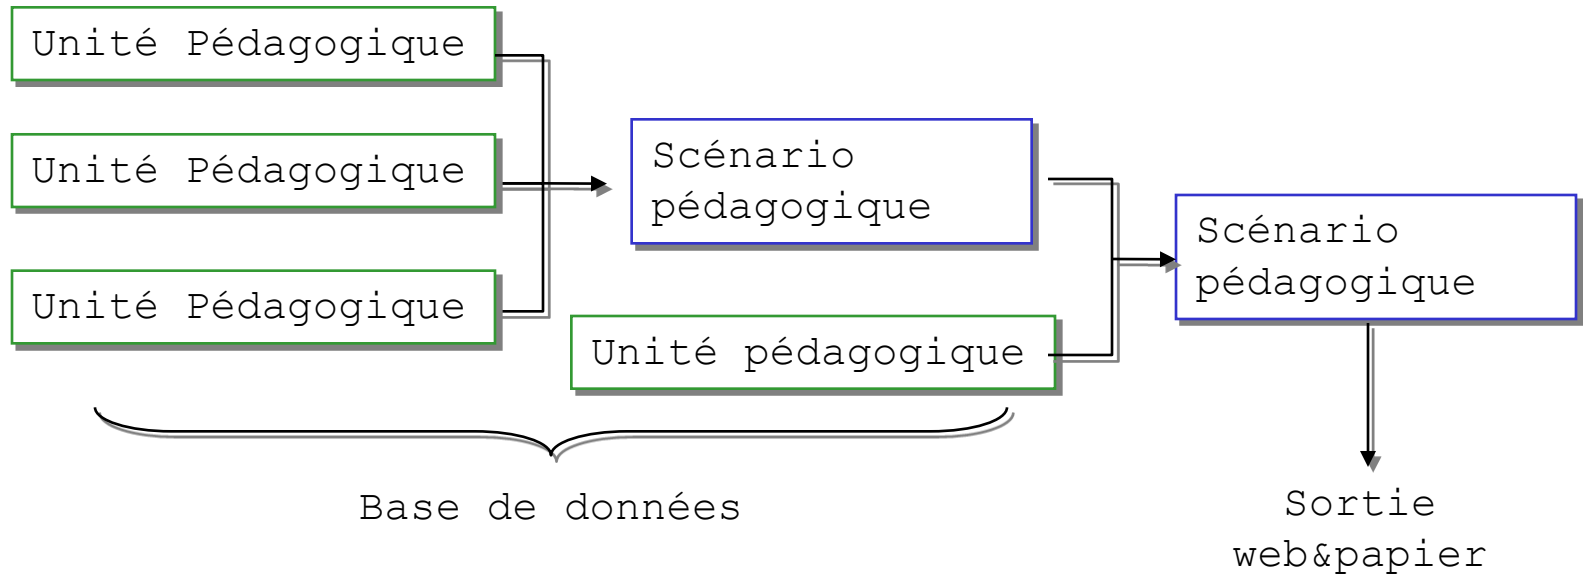 Unité Pédagogique
Unité Pédagogique
Unité Pédagogique
Scénario
pédagogique
Unité pédagogique
Scénario
pédagogique
Base de données
Sortie
web&papier